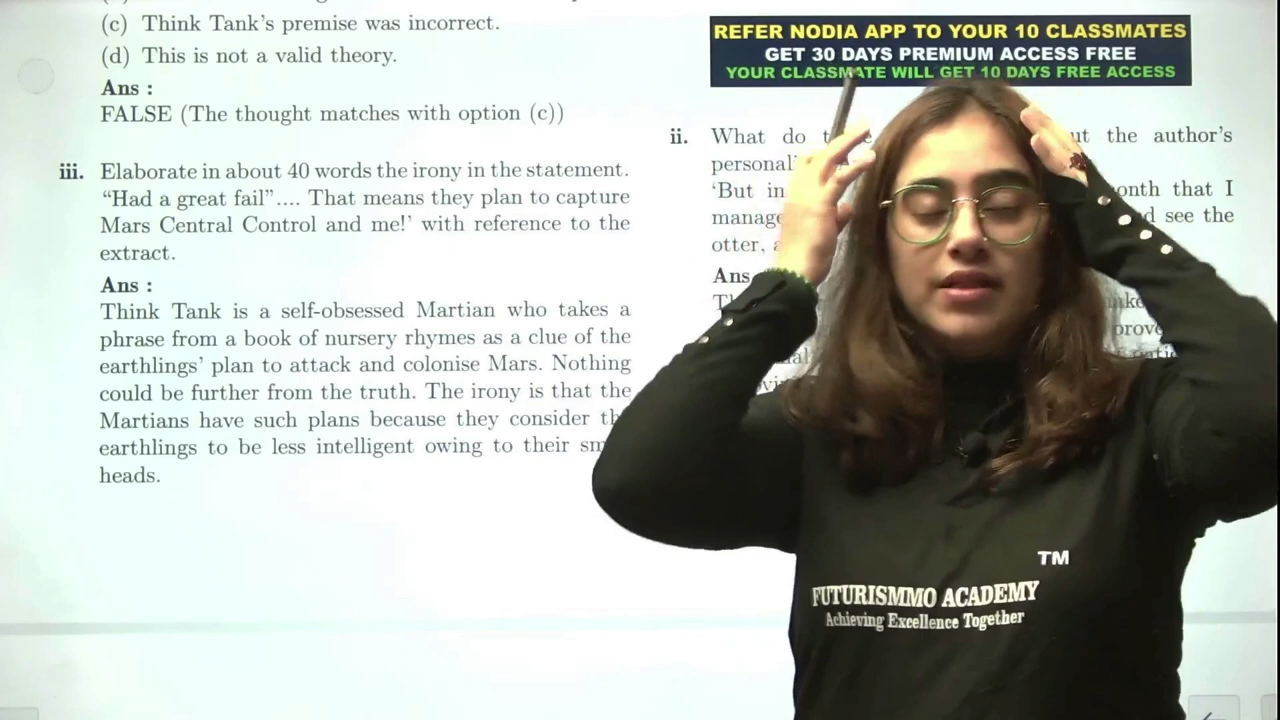 (c) Think Tank's premise was incorrect.
(d) This is not a valid theory.
Ans :
FALSE (The thought matches with option (c))
iii. Elaborate in about 40 words the irony in the statement.
“Had a great fail”.... That means they plan to capture
Mars Central Control and me!’ with reference to the
extract.
Ans :
Think Tank is a self-obsessed Martian who takes a
phrase from a book of nursery rhymes as a clue of the
earthlings’ plan to attack and colonise Mars. Nothing
could be further from the truth. The irony is that the
Martians have such plans because they consider
earthlings to be less intelligent owing to their
heads.
REFER NODIA APP TO YOUR 10 CLASSMATES
GET 30 DAYS PREMIUM ACCESS FREE
YOUR CLASSMATE WILL GET 10 DAYS FREE ACCESS
ii. What do the author's
‘But in that I
see the
otter,
Ans
TM
FUTURISMMO ACADEMY
Achieving Excellence Together